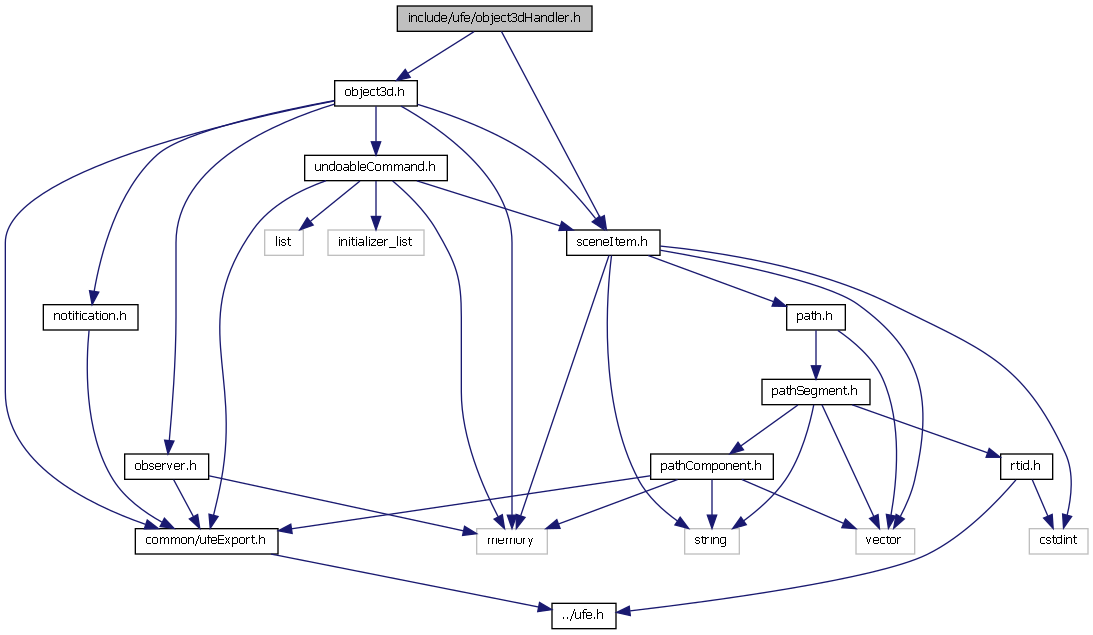 include/ufe/object3dHandler.h
object3d.h
undoableCommand.h
list
initializer_list
sceneItem.h
notification.h
path.h
pathSegment.h
observer.h
pathComponent.h
rtid.h
common/ufeExport.h
memory
string
vector
cstdint
../ufe.h